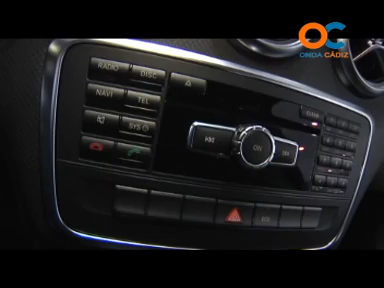 OC
ONDA CÁDIZ
RADIO
DISC
NAVI
TEL
SYS
ON